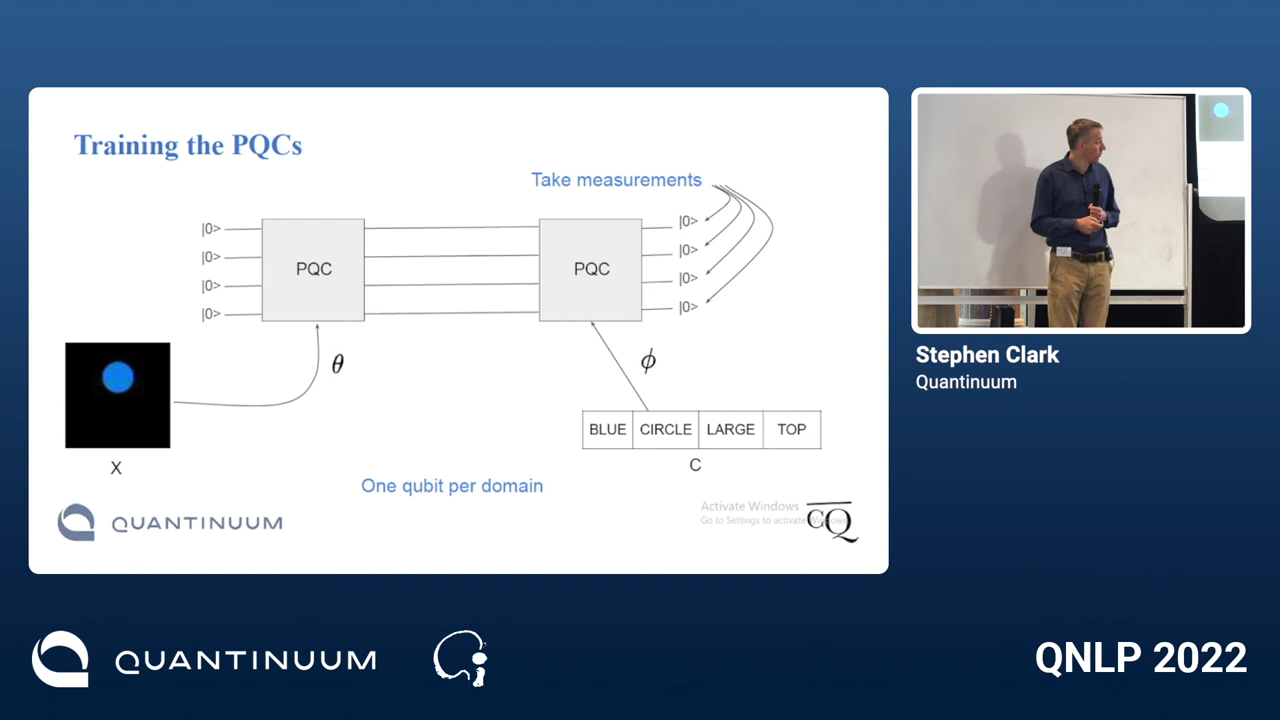 Training the PQCs
Take measurements
|0>
|0>
|0>
|0>
PQC
PQC
|0>
|0>
|0>
|0>
θ
ϕ
BLUE CIRCLE LARGE TOP
X
C
One qubit per domain
QUANTINUUM
Activate Windows
Go to Settings to activate Windows.
CQ
Stephen Clark
Quantinuum
QUANTINUUM
QNLP 2022